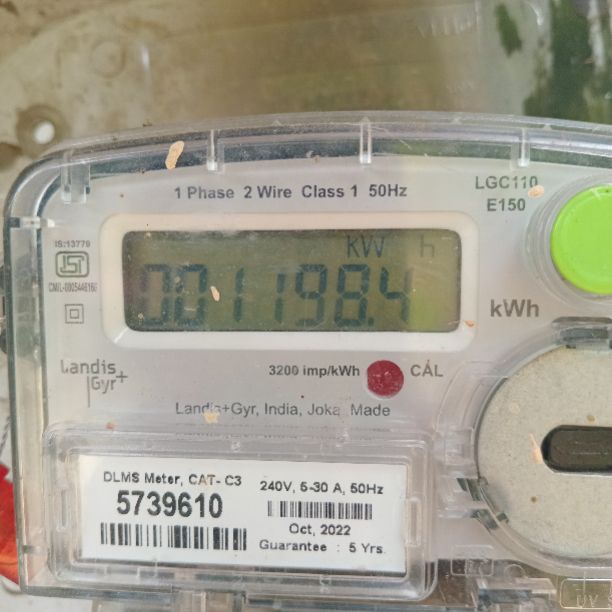 1 Phase 2 Wire Class 1 50Hz
LGC110
E150
IS:13779
KW h
001198.4
kWh
Landis
Gyr+
3200 imp/kWh
CAL
Landis+Gyr, India, Joka Made
DLMS Meter, CAT- C3
5739610
240V, 5-30 A, 50Hz
Oct, 2022
Guarantee : 5 Yrs.
UV